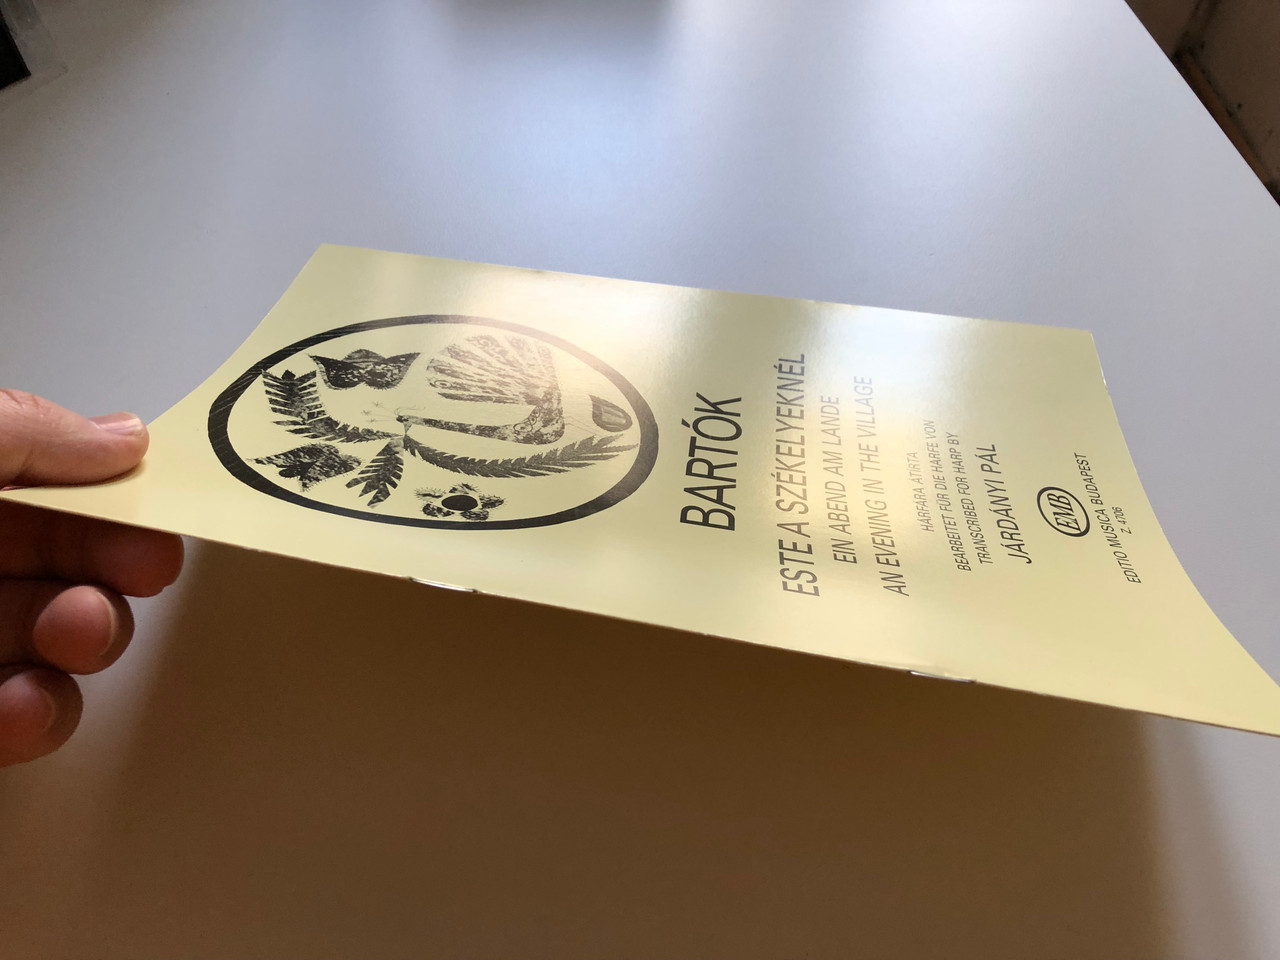 BARTÓK
ESTE A SZÉKELYEKNÉL
EIN ABEND AM LANDE
AN EVENING IN THE VILLAGE
HÁRFÁRA ÁTÍRTA
BEARBEITET FÜR DIE HARFE VON
TRANSCRIBED FOR HARP BY
JÁRDÁNYI PÁL
EMB
EDITIO MUSICA BUDAPEST
Z. 4706